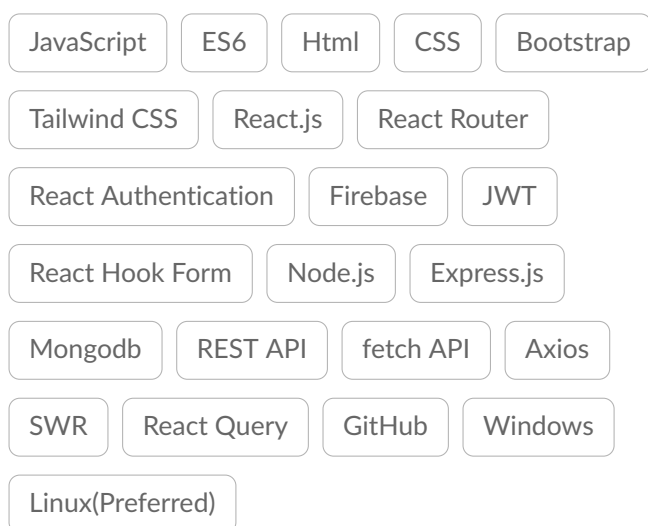 JavaScript ES6 Html CSS Bootstrap
Tailwind CSS React.js React Router
React Authentication Firebase JWT
React Hook Form Node.js Express.js
Mongodb REST API fetch API Axios
SWR React Query GitHub Windows
Linux(Preferred)